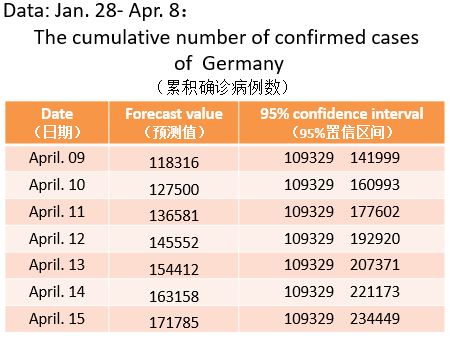 Data: Jan. 28- Apr. 8：
The cumulative number of confirmed cases
of Germany
（累积确诊病例数）
Date Forecast value 95% confidence interval
（日期） （预测值） （95%置信区间）
April. 09 118316 109329 141999
April. 10 127500 109329 160993
April. 11 136581 109329 177602
April. 12 145552 109329 192920
April. 13 154412 109329 207371
April. 14 163158 109329 221173
April. 15 171785 109329 234449